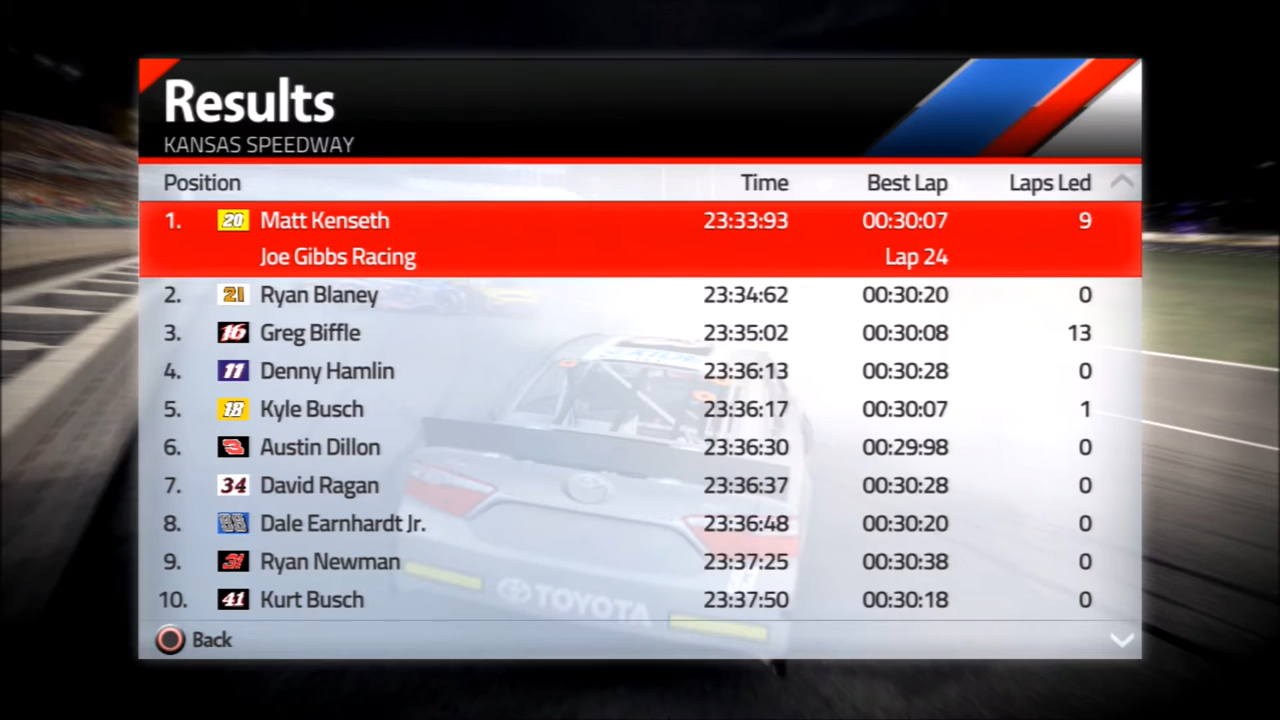 Results
KANSAS SPEEDWAY
Position Time Best Lap Laps Led
1. 20 Matt Kenseth 23:33:93 00:30:07 9
Joe Gibbs Racing Lap 24
2. 21 Ryan Blaney 23:34:62 00:30:20 0
3. 16 Greg Biffle 23:35:02 00:30:08 13
4. 11 Denny Hamlin 23:36:13 00:30:28 0
5. 18 Kyle Busch 23:36:17 00:30:07 1
6. 3 Austin Dillon 23:36:30 00:29:98 0
7. 34 David Ragan 23:36:37 00:30:28 0
8. 88 Dale Earnhardt Jr. 23:36:48 00:30:20 0
9. 31 Ryan Newman 23:37:25 00:30:38 0
10. 41 Kurt Busch 23:37:50 00:30:18 0
TOYOTA
Back